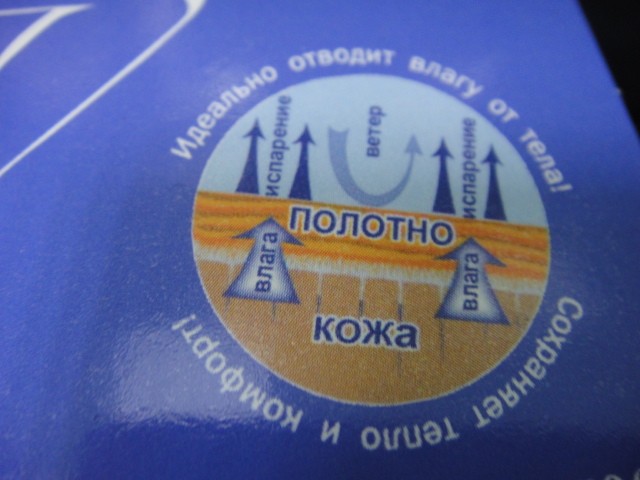 Идеально отводит влагу от тела!
испарение
ветер
испарение
ПОЛОТНО
влага
влага
кожа
Сохраняет тепло и комфорт!